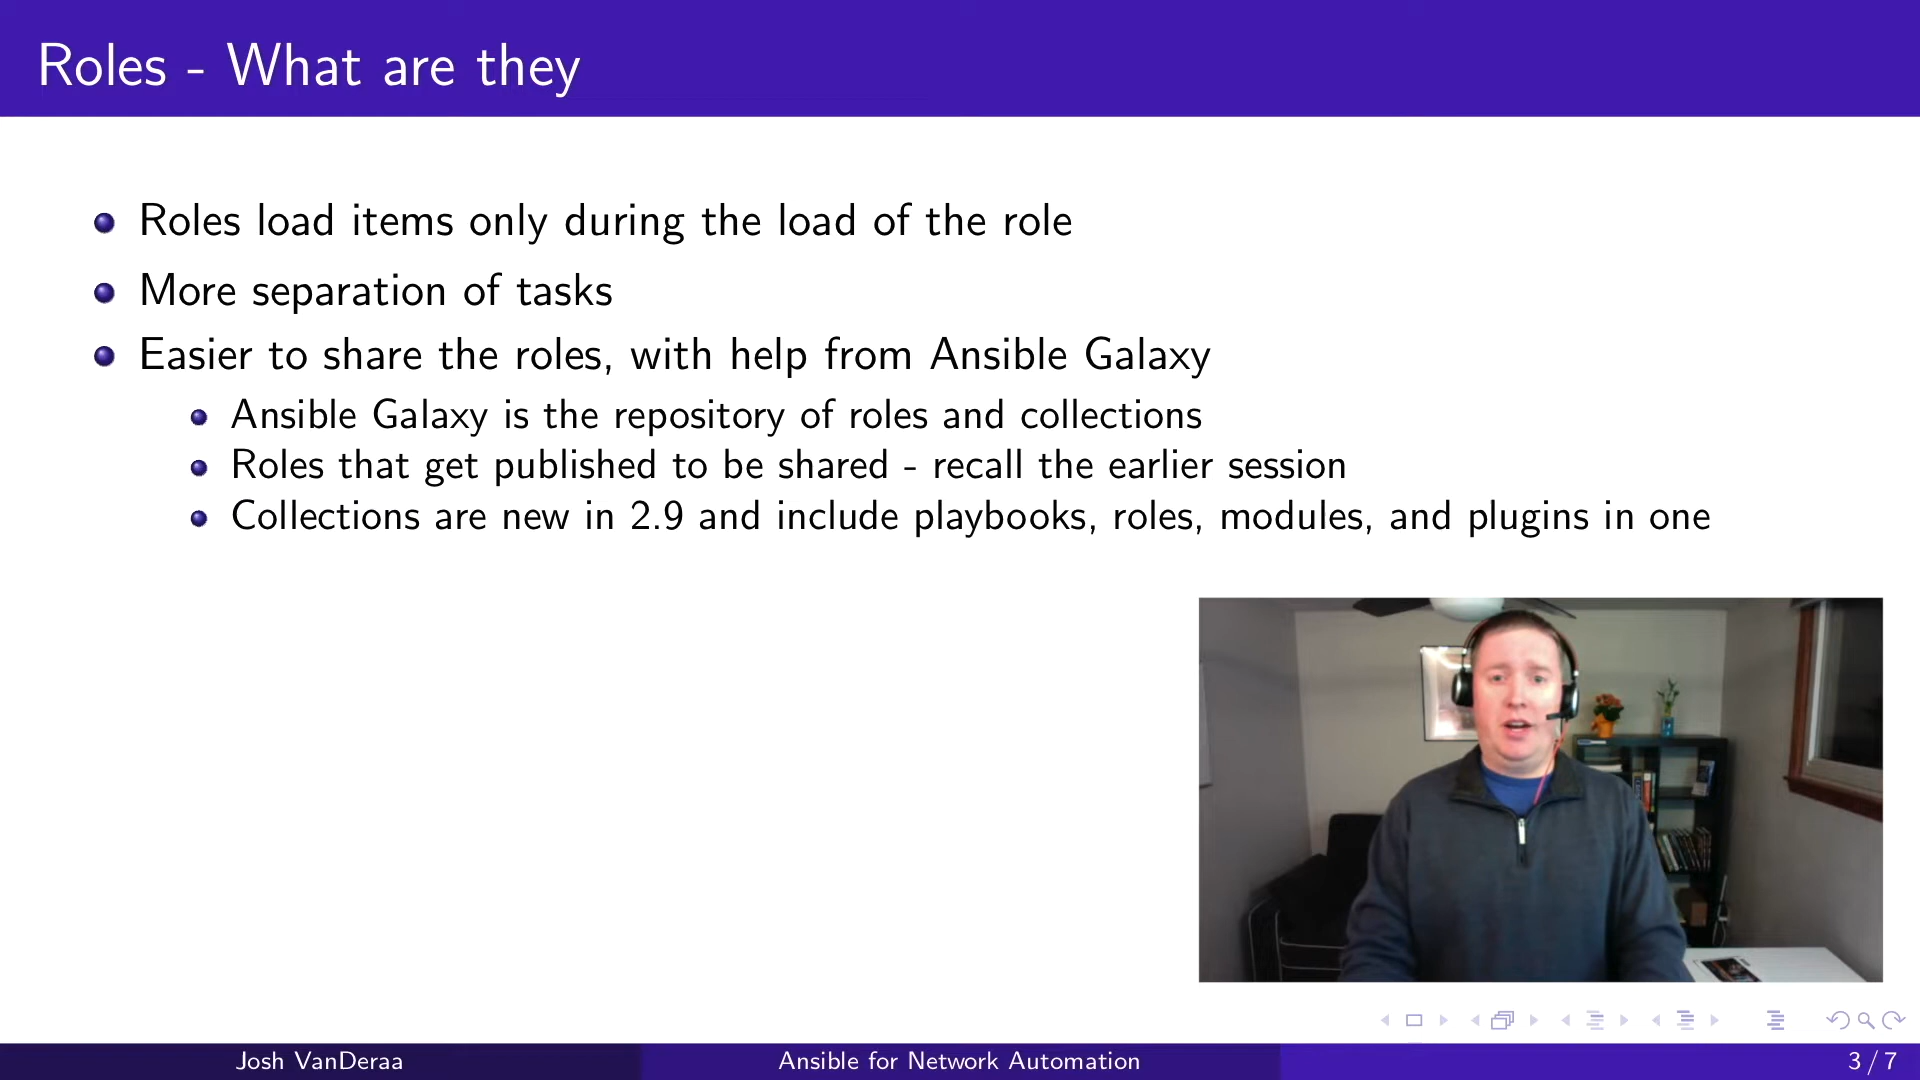 Roles - What are they
Roles load items only during the load of the role
More separation of tasks
Easier to share the roles, with help from Ansible Galaxy
Ansible Galaxy is the repository of roles and collections
Roles that get published to be shared - recall the earlier session
Collections are new in 2.9 and include playbooks, roles, modules, and plugins in one
Josh VanDeraa
Ansible for Network Automation
3 / 7